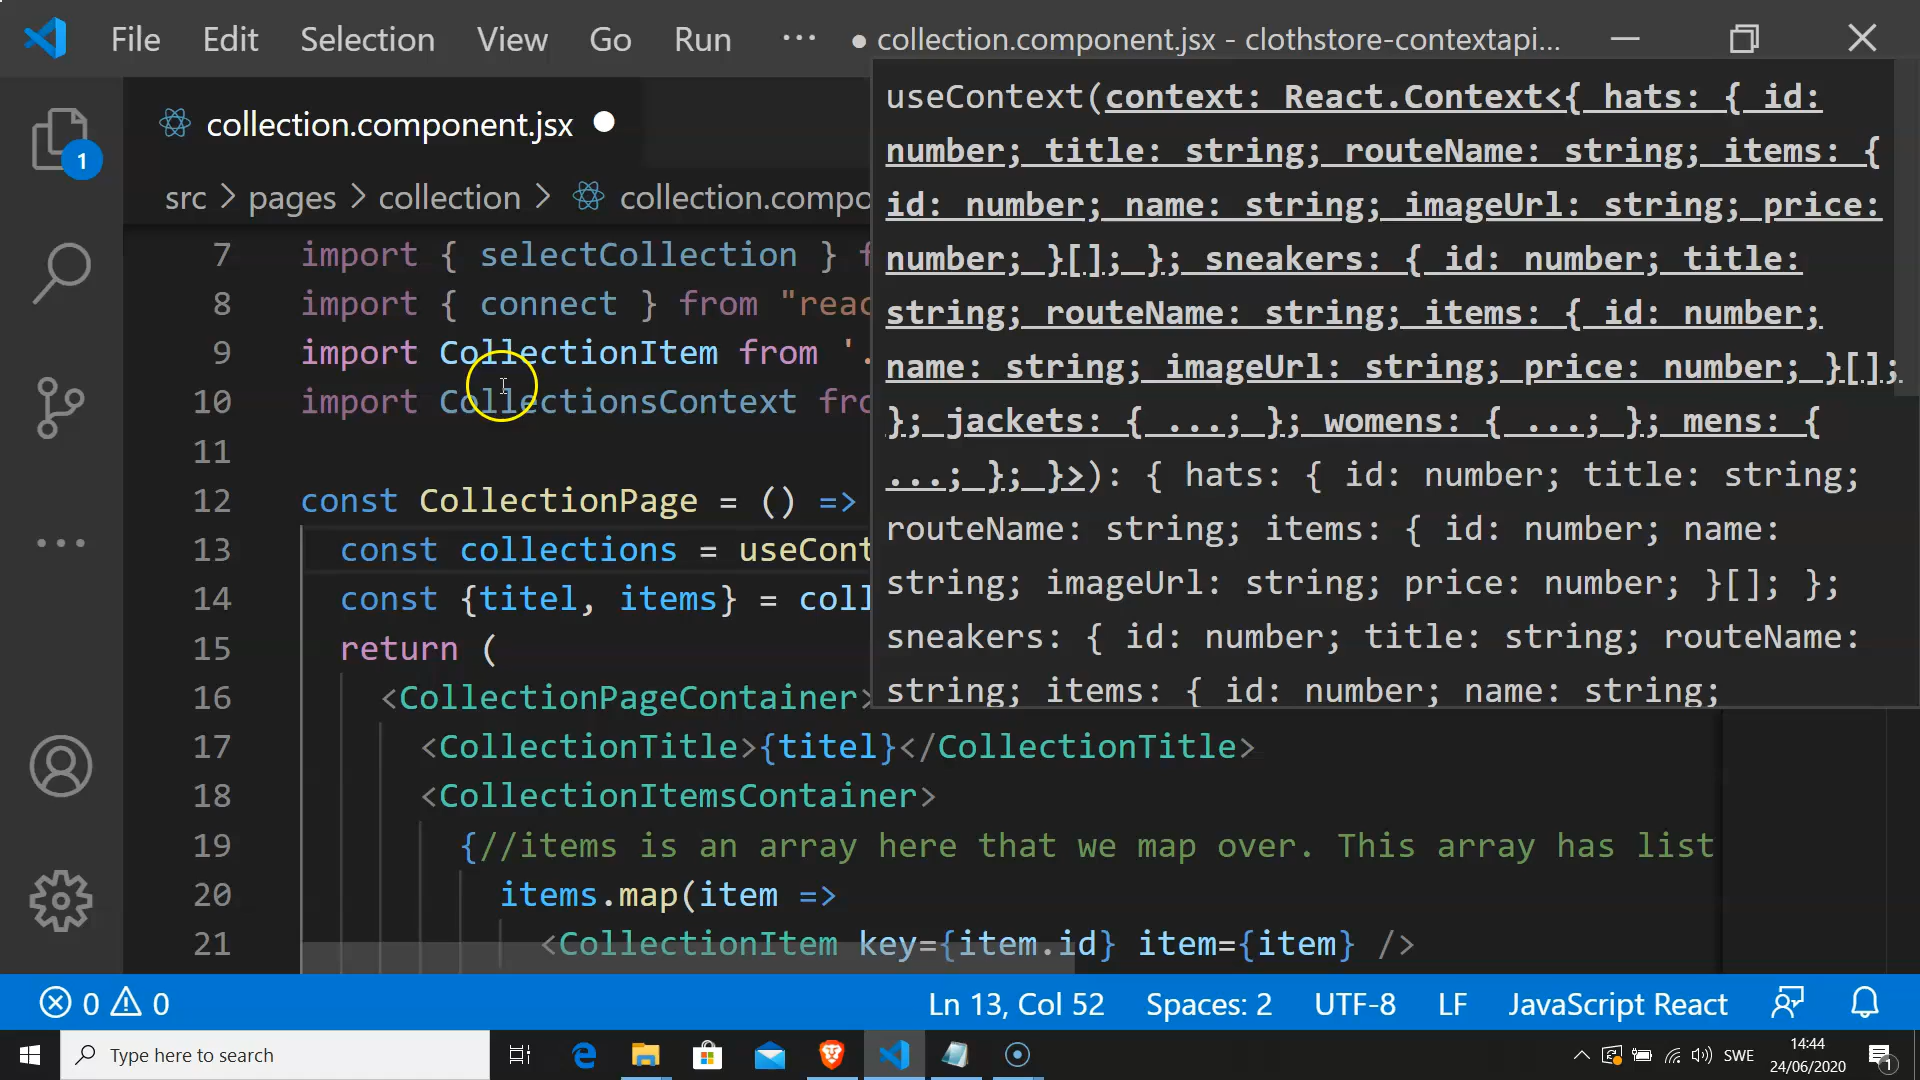 File Edit Selection View Go Run ··· ● collection.component.jsx - clothstore-contextapi...
collection.component.jsx ●
src > pages > collection > collection.compo
1
7 import { selectCollection } f
8 import { connect } from "reac
9 import CollectionItem from '.
10 import CollectionsContext fro
11
12 const CollectionPage = () =>
13 const collections = useCont
14 const {titel, items} = coll
15 return (
16 <CollectionPageContainer>
17 <CollectionTitle>{titel}</CollectionTitle>
18 <CollectionItemsContainer>
19 {//items is an array here that we map over. This array has list
20 items.map(item =>
21 <CollectionItem key={item.id} item={item} />
useContext(context: React.Context<{ hats: { id:
number; title: string; routeName: string; items: {
id: number; name: string; imageUrl: string; price:
number; }[]; }; sneakers: { id: number; title:
string; routeName: string; items: { id: number;
name: string; imageUrl: string; price: number; }[];
}; jackets: { ...; }; womens: { ...; }; mens: {
...; }; }>): { hats: { id: number; title: string;
routeName: string; items: { id: number; name:
string; imageUrl: string; price: number; }[]; };
sneakers: { id: number; title: string; routeName:
string; items: { id: number; name: string;
0 0 Ln 13, Col 52 Spaces: 2 UTF-8 LF JavaScript React
Type here to search
SWE
14:44
24/06/2020
1